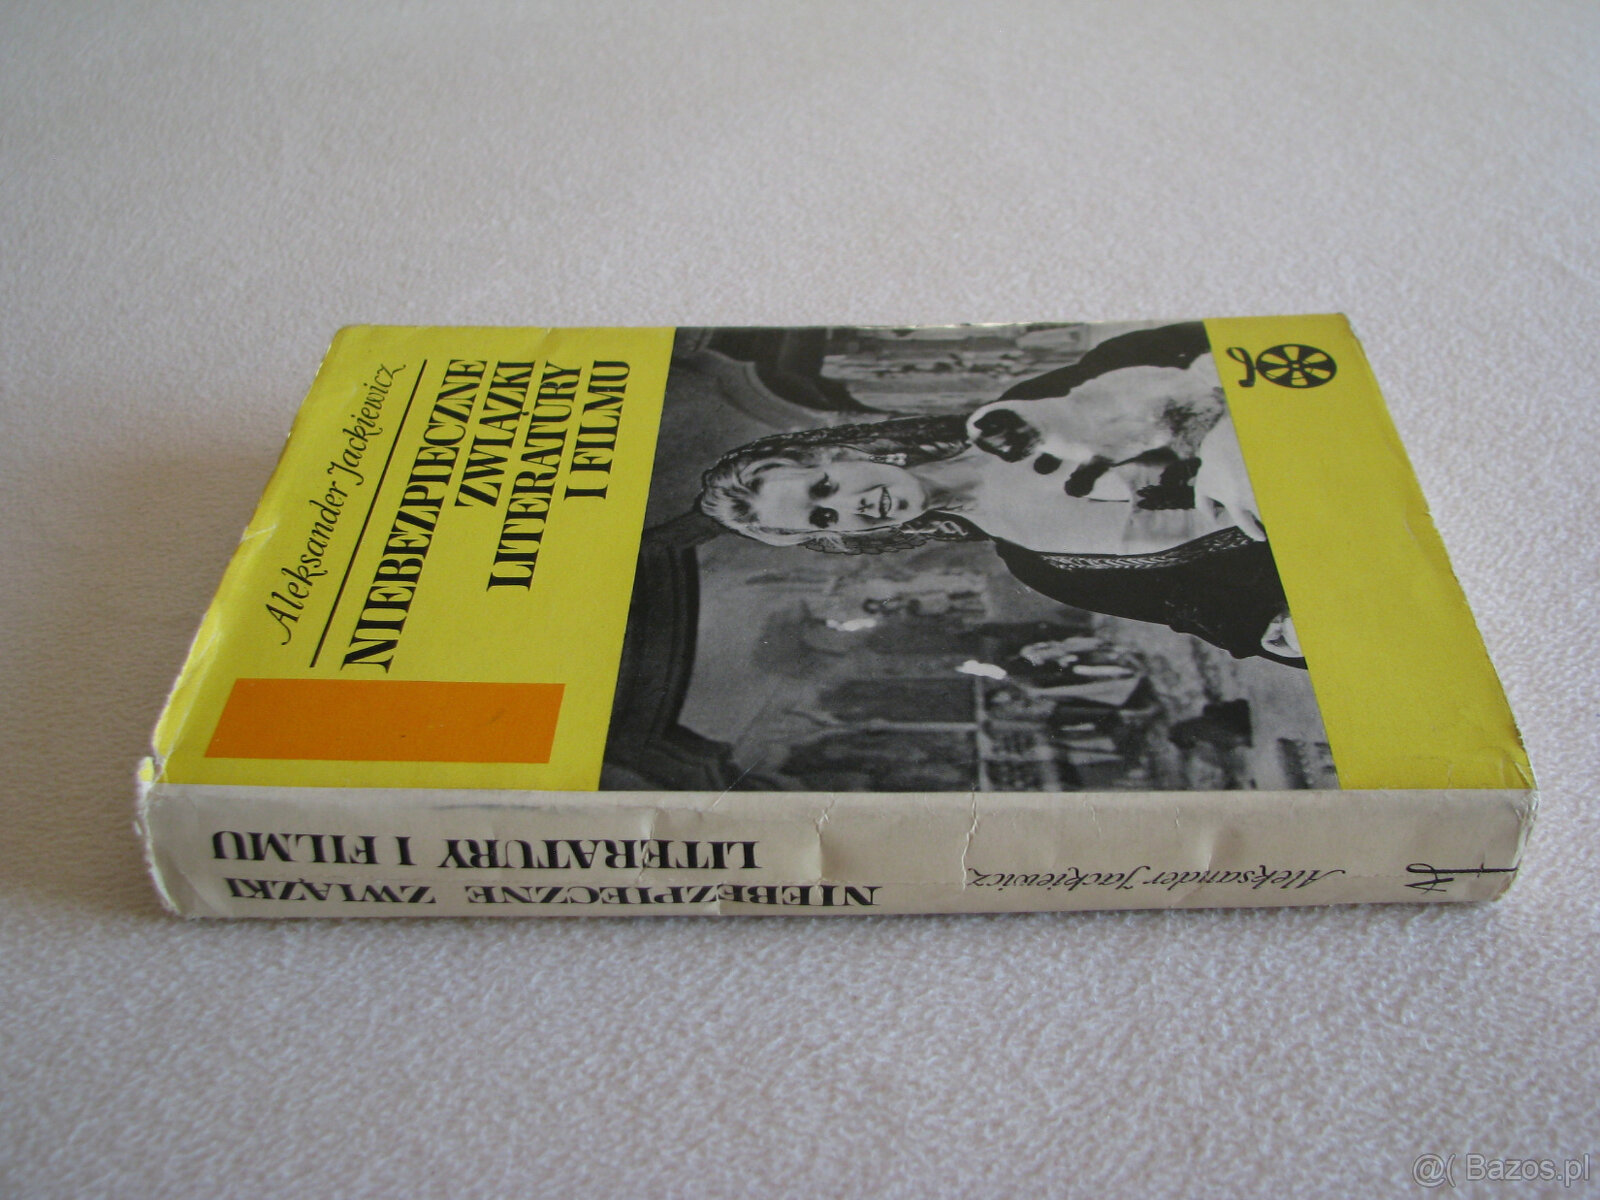 Aleksander Jackiewicz
NIEBEZPIECZNE
ZWIĄZKI
LITERATURY
I FILMU
NIEBEZPIECZNE ZWIĄZKI
LITERATURY I FILMU
Aleksander Jackiewicz
@( Bazos.pl